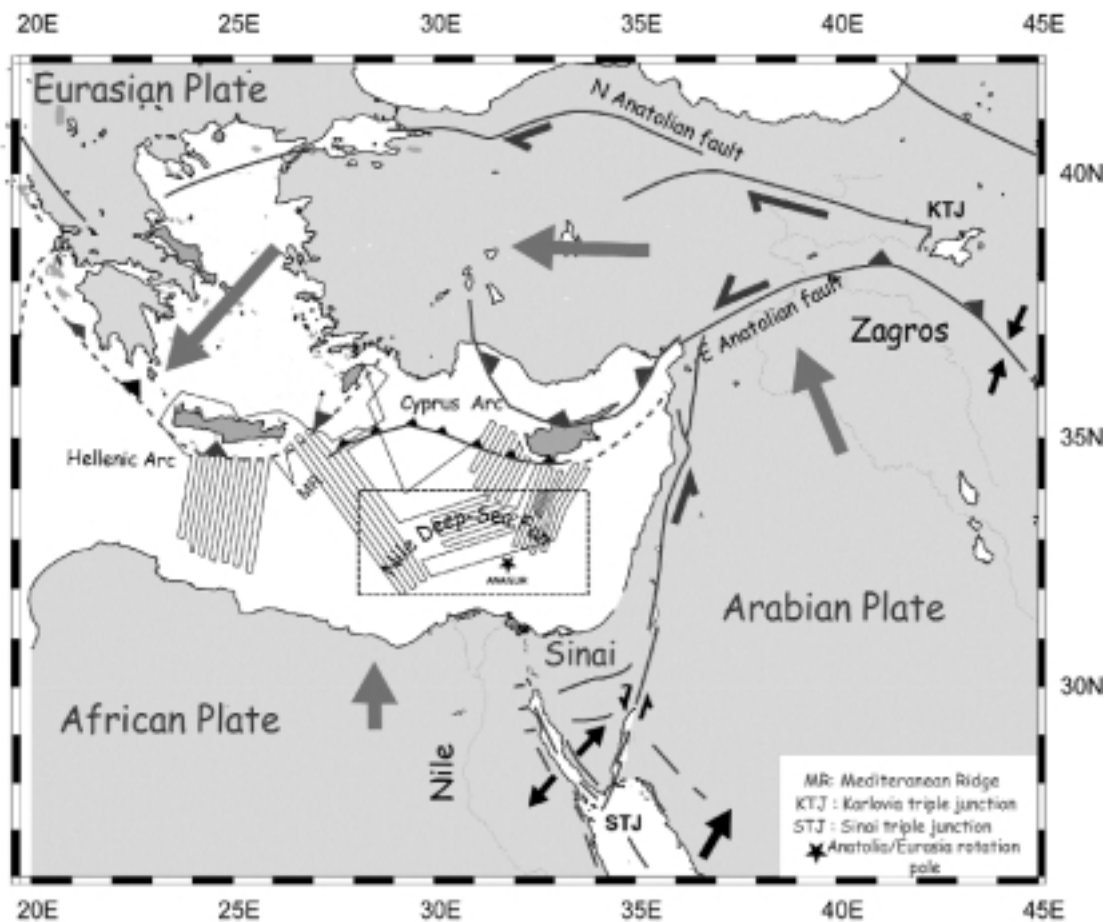 20E 25E 30E 35E 40E 45E
Eurasian Plate
N Anatolian fault
40N
KTJ
E Anatolian fault
Zagros
Cyprus Arc
35N
Hellenic Arc
MR
Nile Deep-Sea Fan
Arabian Plate
Sinai
30N
African Plate
Nile
STJ
MR: Mediteranean Ridge
KTJ : Karlovia triple junction
STJ : Sinai triple junction
Anatolia/Eurasia rotation
pole
20E 25E 30E 35E 40E 45E